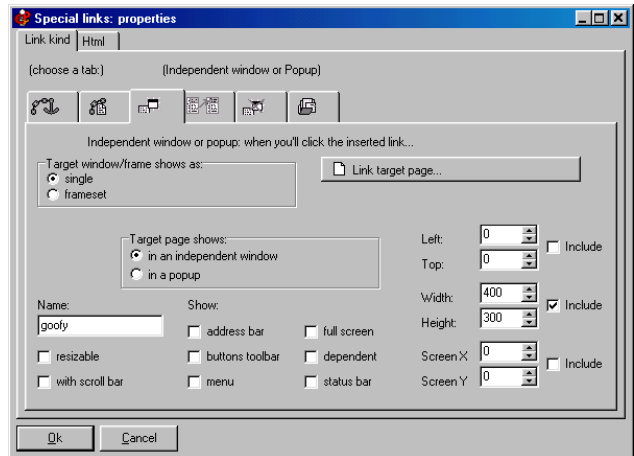 Special links: properties
Link kind Html
(choose a tab:) (Independent window or Popup)
Independent window or popup: when you'll click the inserted link...
Target window/frame shows as:
single
frameset
Link target page...
Target page shows:
in an independent window
in a popup
Left: 0
Top: 0
Include
Width: 400
Height: 300
Include
Screen X 0
Screen Y 0
Include
Name:
goofy
resizable
with scroll bar
Show:
address bar full screen
buttons toolbar dependent
menu status bar
Ok Cancel